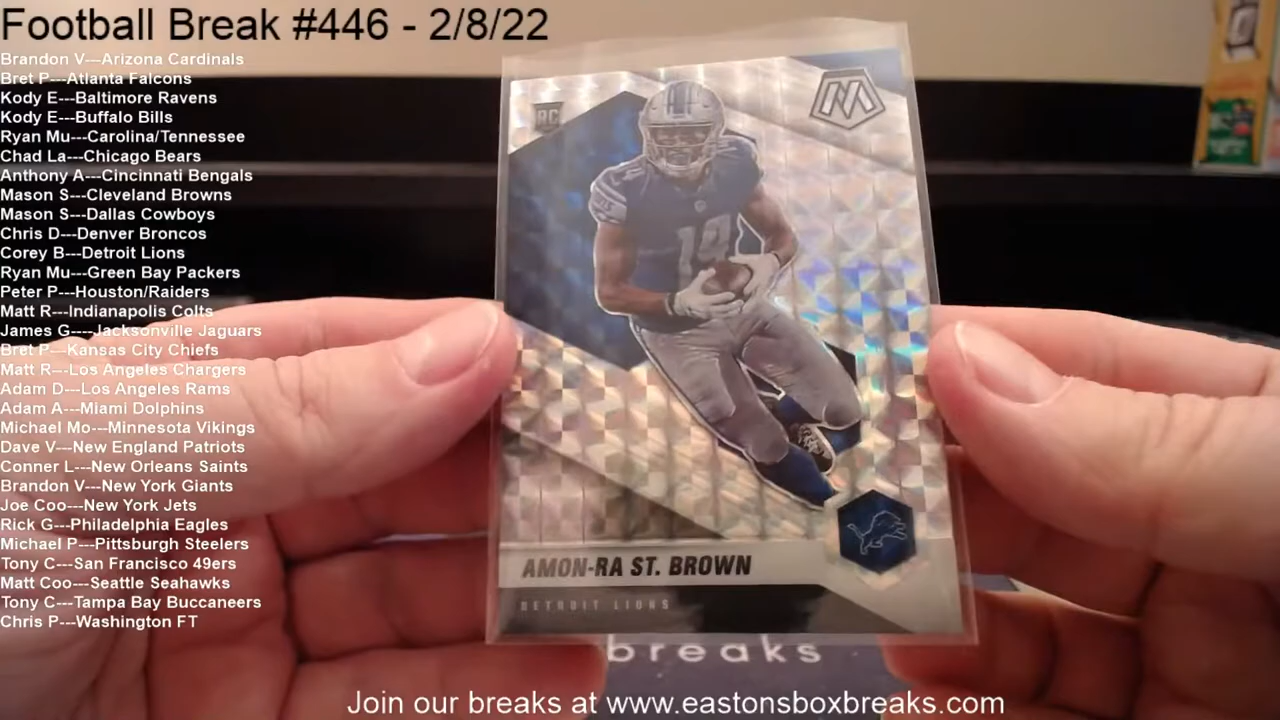 Football Break #446 - 2/8/22
Brandon V---Arizona Cardinals
Bret P---Atlanta Falcons
Kody E---Baltimore Ravens
Kody E---Buffalo Bills
Ryan Mu---Carolina/Tennessee
Chad La---Chicago Bears
Anthony A---Cincinnati Bengals
Mason S---Cleveland Browns
Mason S---Dallas Cowboys
Chris D---Denver Broncos
Corey B---Detroit Lions
Ryan Mu---Green Bay Packers
Peter P---Houston/Raiders
Matt R---Indianapolis Colts
James G----Jacksonville Jaguars
Bret P---Kansas City Chiefs
Matt R---Los Angeles Chargers
Adam D---Los Angeles Rams
Adam A---Miami Dolphins
Michael Mo---Minnesota Vikings
Dave V---New England Patriots
Conner L---New Orleans Saints
Brandon V---New York Giants
Joe Coo---New York Jets
Rick G---Philadelphia Eagles
Michael P---Pittsburgh Steelers
Tony C---San Francisco 49ers
Matt Coo---Seattle Seahawks
Tony C---Tampa Bay Buccaneers
Chris P---Washington FT
RC
M
14
AMON-RA ST. BROWN
DETROIT LIONS
breaks
Join our breaks at www.eastonsboxbreaks.com